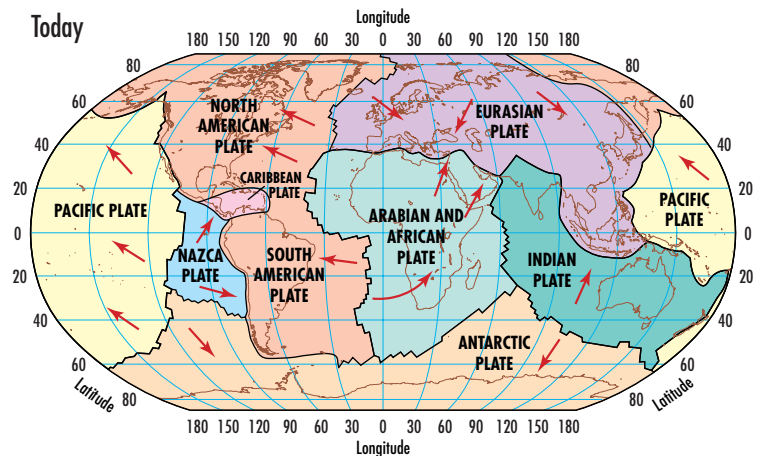 Today
Longitude
180 150 120 90 60 30 0 30 60 90 120 150 180
80 80
60 60
40 40
20 20
0 0
20 20
40 40
60 60
80 80
NORTH
AMERICAN
PLATE
EURASIAN
PLATE
CARIBBEAN
PLATE
PACIFIC PLATE
ARABIAN AND
AFRICAN
PLATE
PACIFIC
PLATE
NAZCA
PLATE
SOUTH
AMERICAN
PLATE
INDIAN
PLATE
ANTARCTIC
PLATE
Latitude
Latitude
180 150 120 90 60 30 0 30 60 90 120 150 180
Longitude